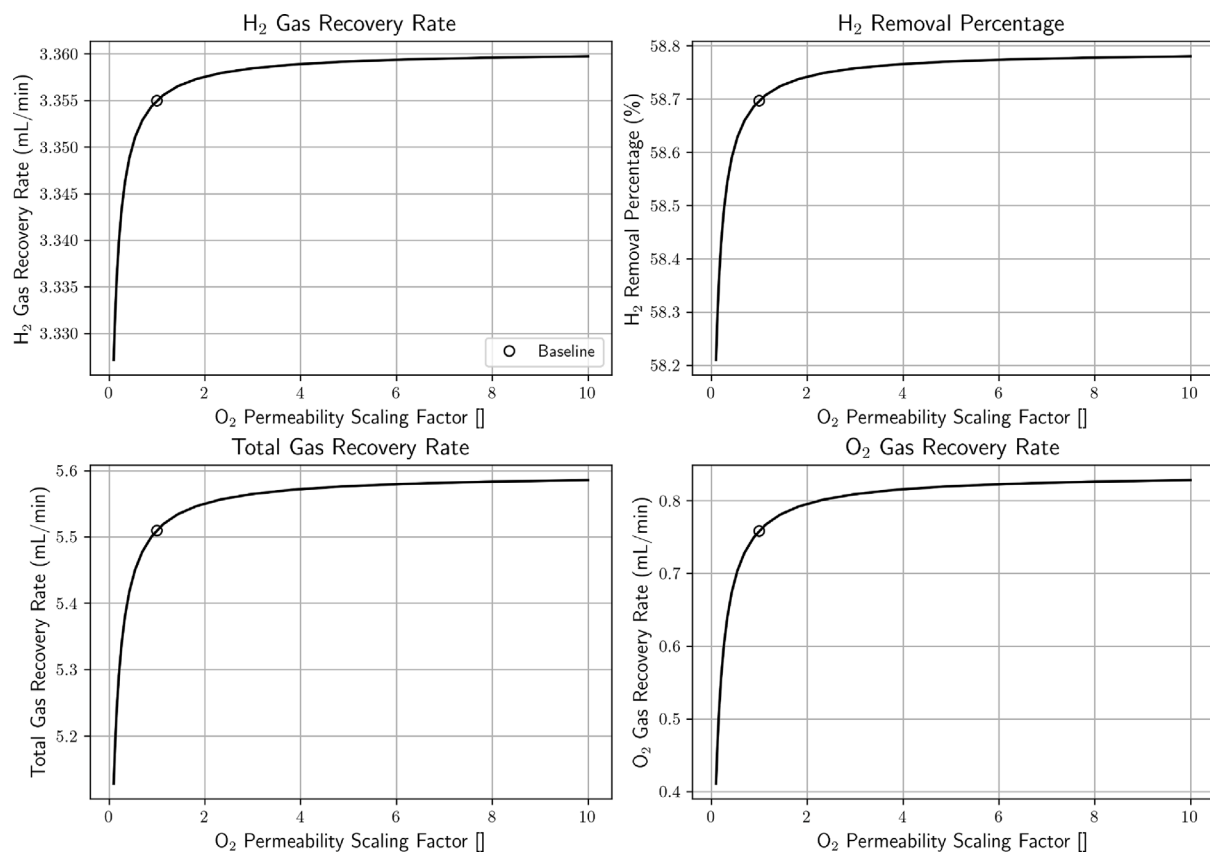 H₂ Gas Recovery Rate
H₂ Gas Recovery Rate (mL/min)
3.360
3.355
3.350
3.345
3.340
3.335
3.330
Baseline
0 2 4 6 8 10
O₂ Permeability Scaling Factor []
H₂ Removal Percentage
H₂ Removal Percentage (%)
58.8
58.7
58.6
58.5
58.4
58.3
58.2
0 2 4 6 8 10
O₂ Permeability Scaling Factor []
Total Gas Recovery Rate
Total Gas Recovery Rate (mL/min)
5.6
5.5
5.4
5.3
5.2
0 2 4 6 8 10
O₂ Permeability Scaling Factor []
O₂ Gas Recovery Rate
O₂ Gas Recovery Rate (mL/min)
0.8
0.7
0.6
0.5
0.4
0 2 4 6 8 10
O₂ Permeability Scaling Factor []